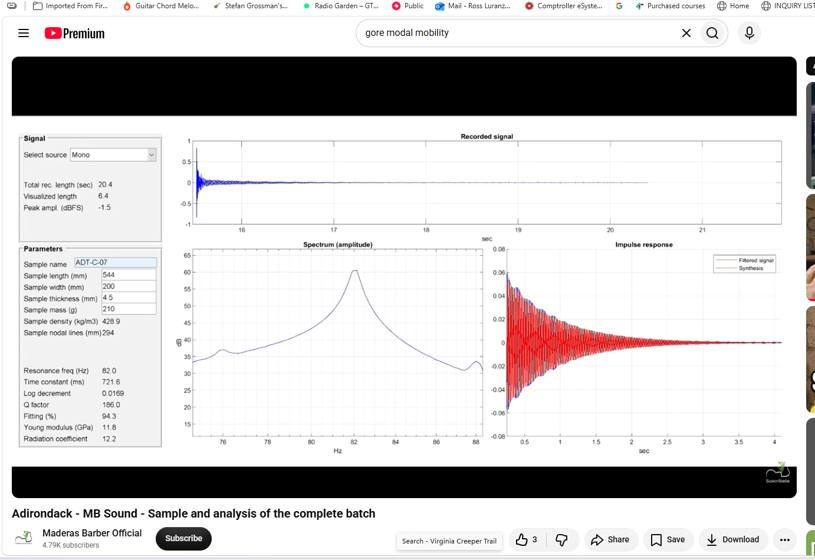 Imported From Fir...
Guitar Chord Melo...
Stefan Grossman's...
Radio Garden – GT...
Public
Mail - Ross Luranz...
Comptroller eSyste...
Purchased courses
Home
INQUIRY LIST
Premium
gore modal mobility
Signal
Select source Mono
Total rec. length (sec) 20.4
Visualized length 6.4
Peak ampl. (dBFS) -1.5
Parameters
Sample name ADT-C-07
Sample length (mm) 544
Sample width (mm) 200
Sample thickness (mm) 4.5
Sample mass (g) 210
Sample density (kg/m3) 428.9
Sample nodal lines (mm) 294
Resonance freq (Hz) 82.0
Time constant (ms) 721.6
Log decrement 0.0169
Q factor 186.0
Fitting (%) 94.3
Young modulus (GPa) 11.8
Radiation coefficient 12.2
Recorded signal
1
0.5
0
-0.5
-1
16 17 18 19 20 21
sec
Spectrum (amplitude)
65
60
55
50
45
40
35
30
25
20
15
dB
76 78 80 82 84 86 88
Hz
Impulse response
Filtered signal
Synthesis
0.08
0.06
0.04
0.02
0
-0.02
-0.04
-0.06
-0.08
0.5 1 1.5 2 2.5 3 3.5 4
sec
Suscríbete
Adirondack - MB Sound - Sample and analysis of the complete batch
Maderas Barber Official
4.79K subscribers
Subscribe
Search - Virginia Creeper Trail
3
Share
Save
Download